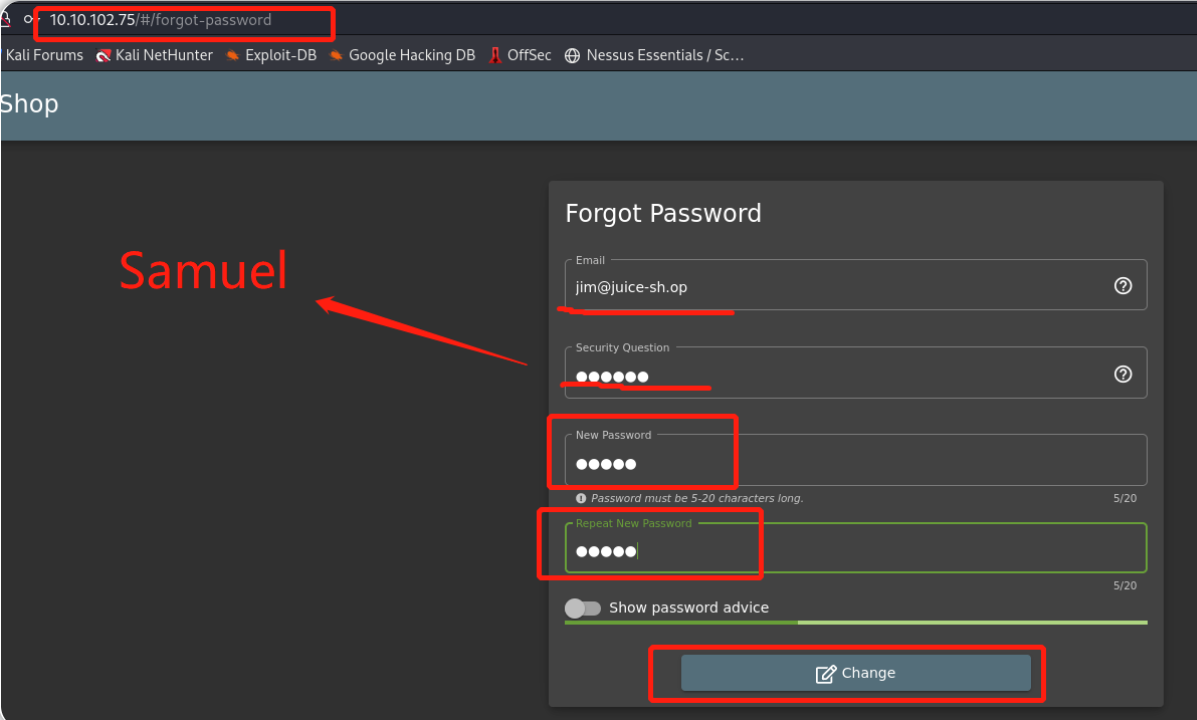 10.10.102.75/#/forgot-password
Kali Forums Kali NetHunter Exploit-DB Google Hacking DB OffSec Nessus Essentials / Sc...
Shop
Forgot Password
Samuel
Email
jim@juice-sh.op
Security Question
New Password
Password must be 5-20 characters long. 5/20
Repeat New Password
5/20
Show password advice
Change